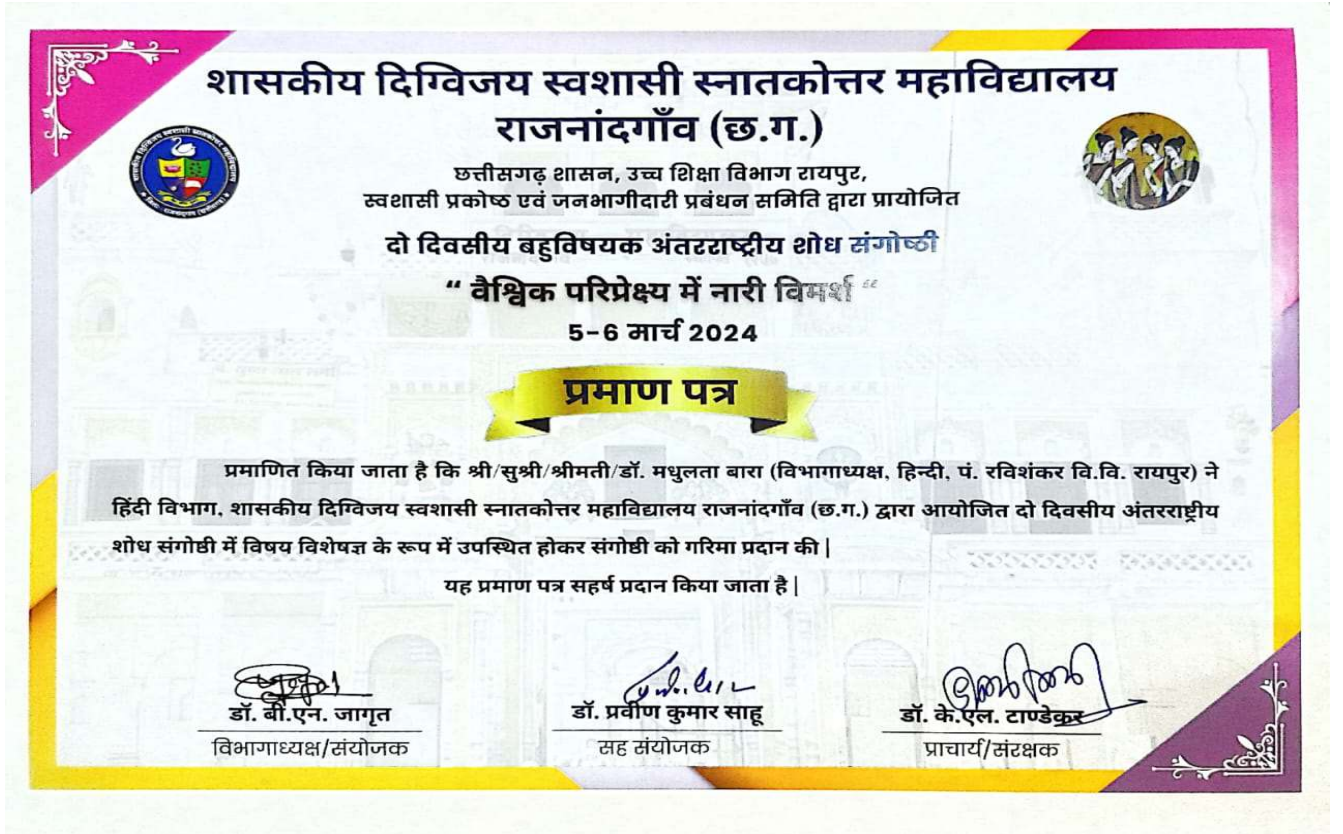 शासकीय दिग्विजय स्वशासी स्नातकोत्तर महाविद्यालय
राजनांदगाँव (छ.ग.)
छत्तीसगढ़ शासन, उच्च शिक्षा विभाग रायपुर,
स्वशासी प्रकोष्ठ एवं जनभागीदारी प्रबंधन समिति द्वारा प्रायोजित
दो दिवसीय बहुविषयक अंतरराष्ट्रीय शोध संगोष्ठी
“ वैश्विक परिप्रेक्ष्य में नारी विमर्श “
5-6 मार्च 2024
प्रमाण पत्र
प्रमाणित किया जाता है कि श्री/सुश्री/श्रीमती/डॉ. मधुलता बारा (विभागाध्यक्ष, हिन्दी, पं. रविशंकर वि.वि. रायपुर) ने
हिंदी विभाग, शासकीय दिग्विजय स्वशासी स्नातकोत्तर महाविद्यालय राजनांदगाँव (छ.ग.) द्वारा आयोजित दो दिवसीय अंतरराष्ट्रीय
शोध संगोष्ठी में विषय विशेषज्ञ के रूप में उपस्थित होकर संगोष्ठी को गरिमा प्रदान की |
यह प्रमाण पत्र सहर्ष प्रदान किया जाता है |
डॉ. बी.एन. जागृत
विभागाध्यक्ष/संयोजक
डॉ. प्रवीण कुमार साहू
सह संयोजक
डॉ. के.एल. टाण्डेकर
प्राचार्य/संरक्षक